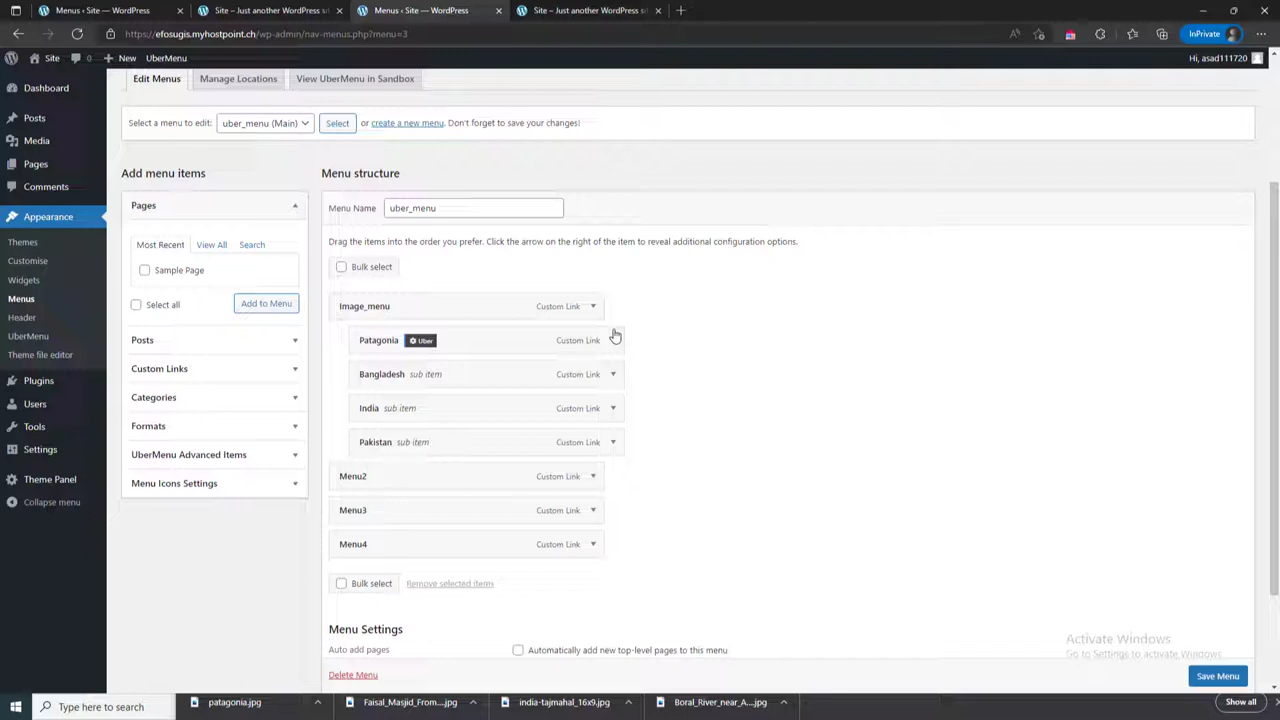 Menus ‹ Site — WordPress
Site – Just another WordPress si
Menus ‹ Site — WordPress
Site – Just another WordPress si
https://efosugis.myhostpoint.ch/wp-admin/nav-menus.php?menu=3
InPrivate
Site
0
New
UberMenu
Hi, asad111720
Dashboard
Posts
Media
Pages
Comments
Appearance
Themes
Customise
Widgets
Menus
Header
UberMenu
Theme file editor
Plugins
Users
Tools
Settings
Theme Panel
Collapse menu
Edit Menus
Manage Locations
View UberMenu in Sandbox
Select a menu to edit:
uber_menu (Main)
Select
or create a new menu. Don't forget to save your changes!
Add menu items
Pages
Most Recent
View All
Search
Sample Page
Select all
Add to Menu
Posts
Custom Links
Categories
Formats
UberMenu Advanced Items
Menu Icons Settings
Menu structure
Menu Name
uber_menu
Drag the items into the order you prefer. Click the arrow on the right of the item to reveal additional configuration options.
Bulk select
image_menu Custom Link
Patagonia Uber Custom Link
Bangladesh sub item Custom Link
India sub item Custom Link
Pakistan sub item Custom Link
Menu2 Custom Link
Menu3 Custom Link
Menu4 Custom Link
Bulk select
Remove selected items
Menu Settings
Auto add pages
Automatically add new top-level pages to this menu
Delete Menu
Save Menu
Activate Windows
Go to Settings to activate Windows.
Type here to search
patagonia.jpg
Faisal_Masjid_From....jpg
india-tajmahal_16x9.jpg
Boral_River_near_A....jpg
Show all